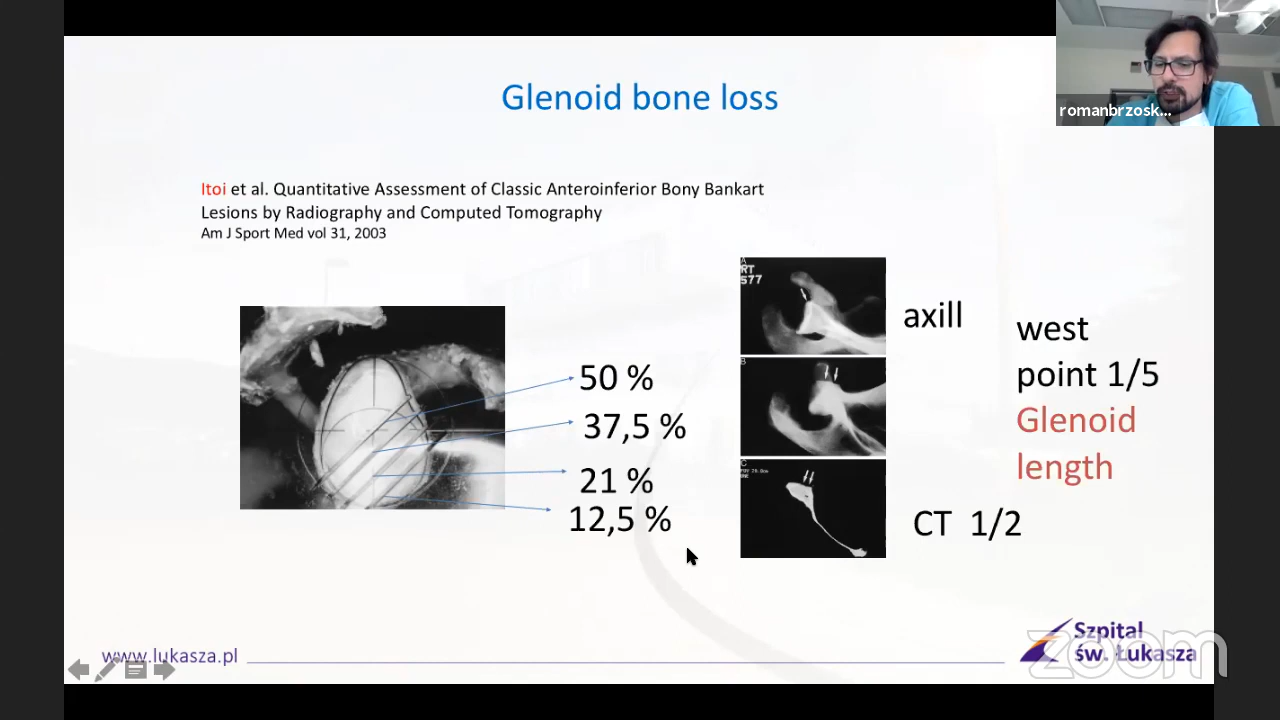 romanbrzosk...
Glenoid bone loss
Itoi et al. Quantitative Assessment of Classic Anteroinferior Bony Bankart
Lesions by Radiography and Computed Tomography
Am J Sport Med vol 31, 2003
50 %
37,5 %
21 %
12,5 %
A
RT
577
B
C
axill
west
point 1/5
Glenoid
length
CT 1/2
www.lukasza.pl
Szpital
św. Łukasza
zoom